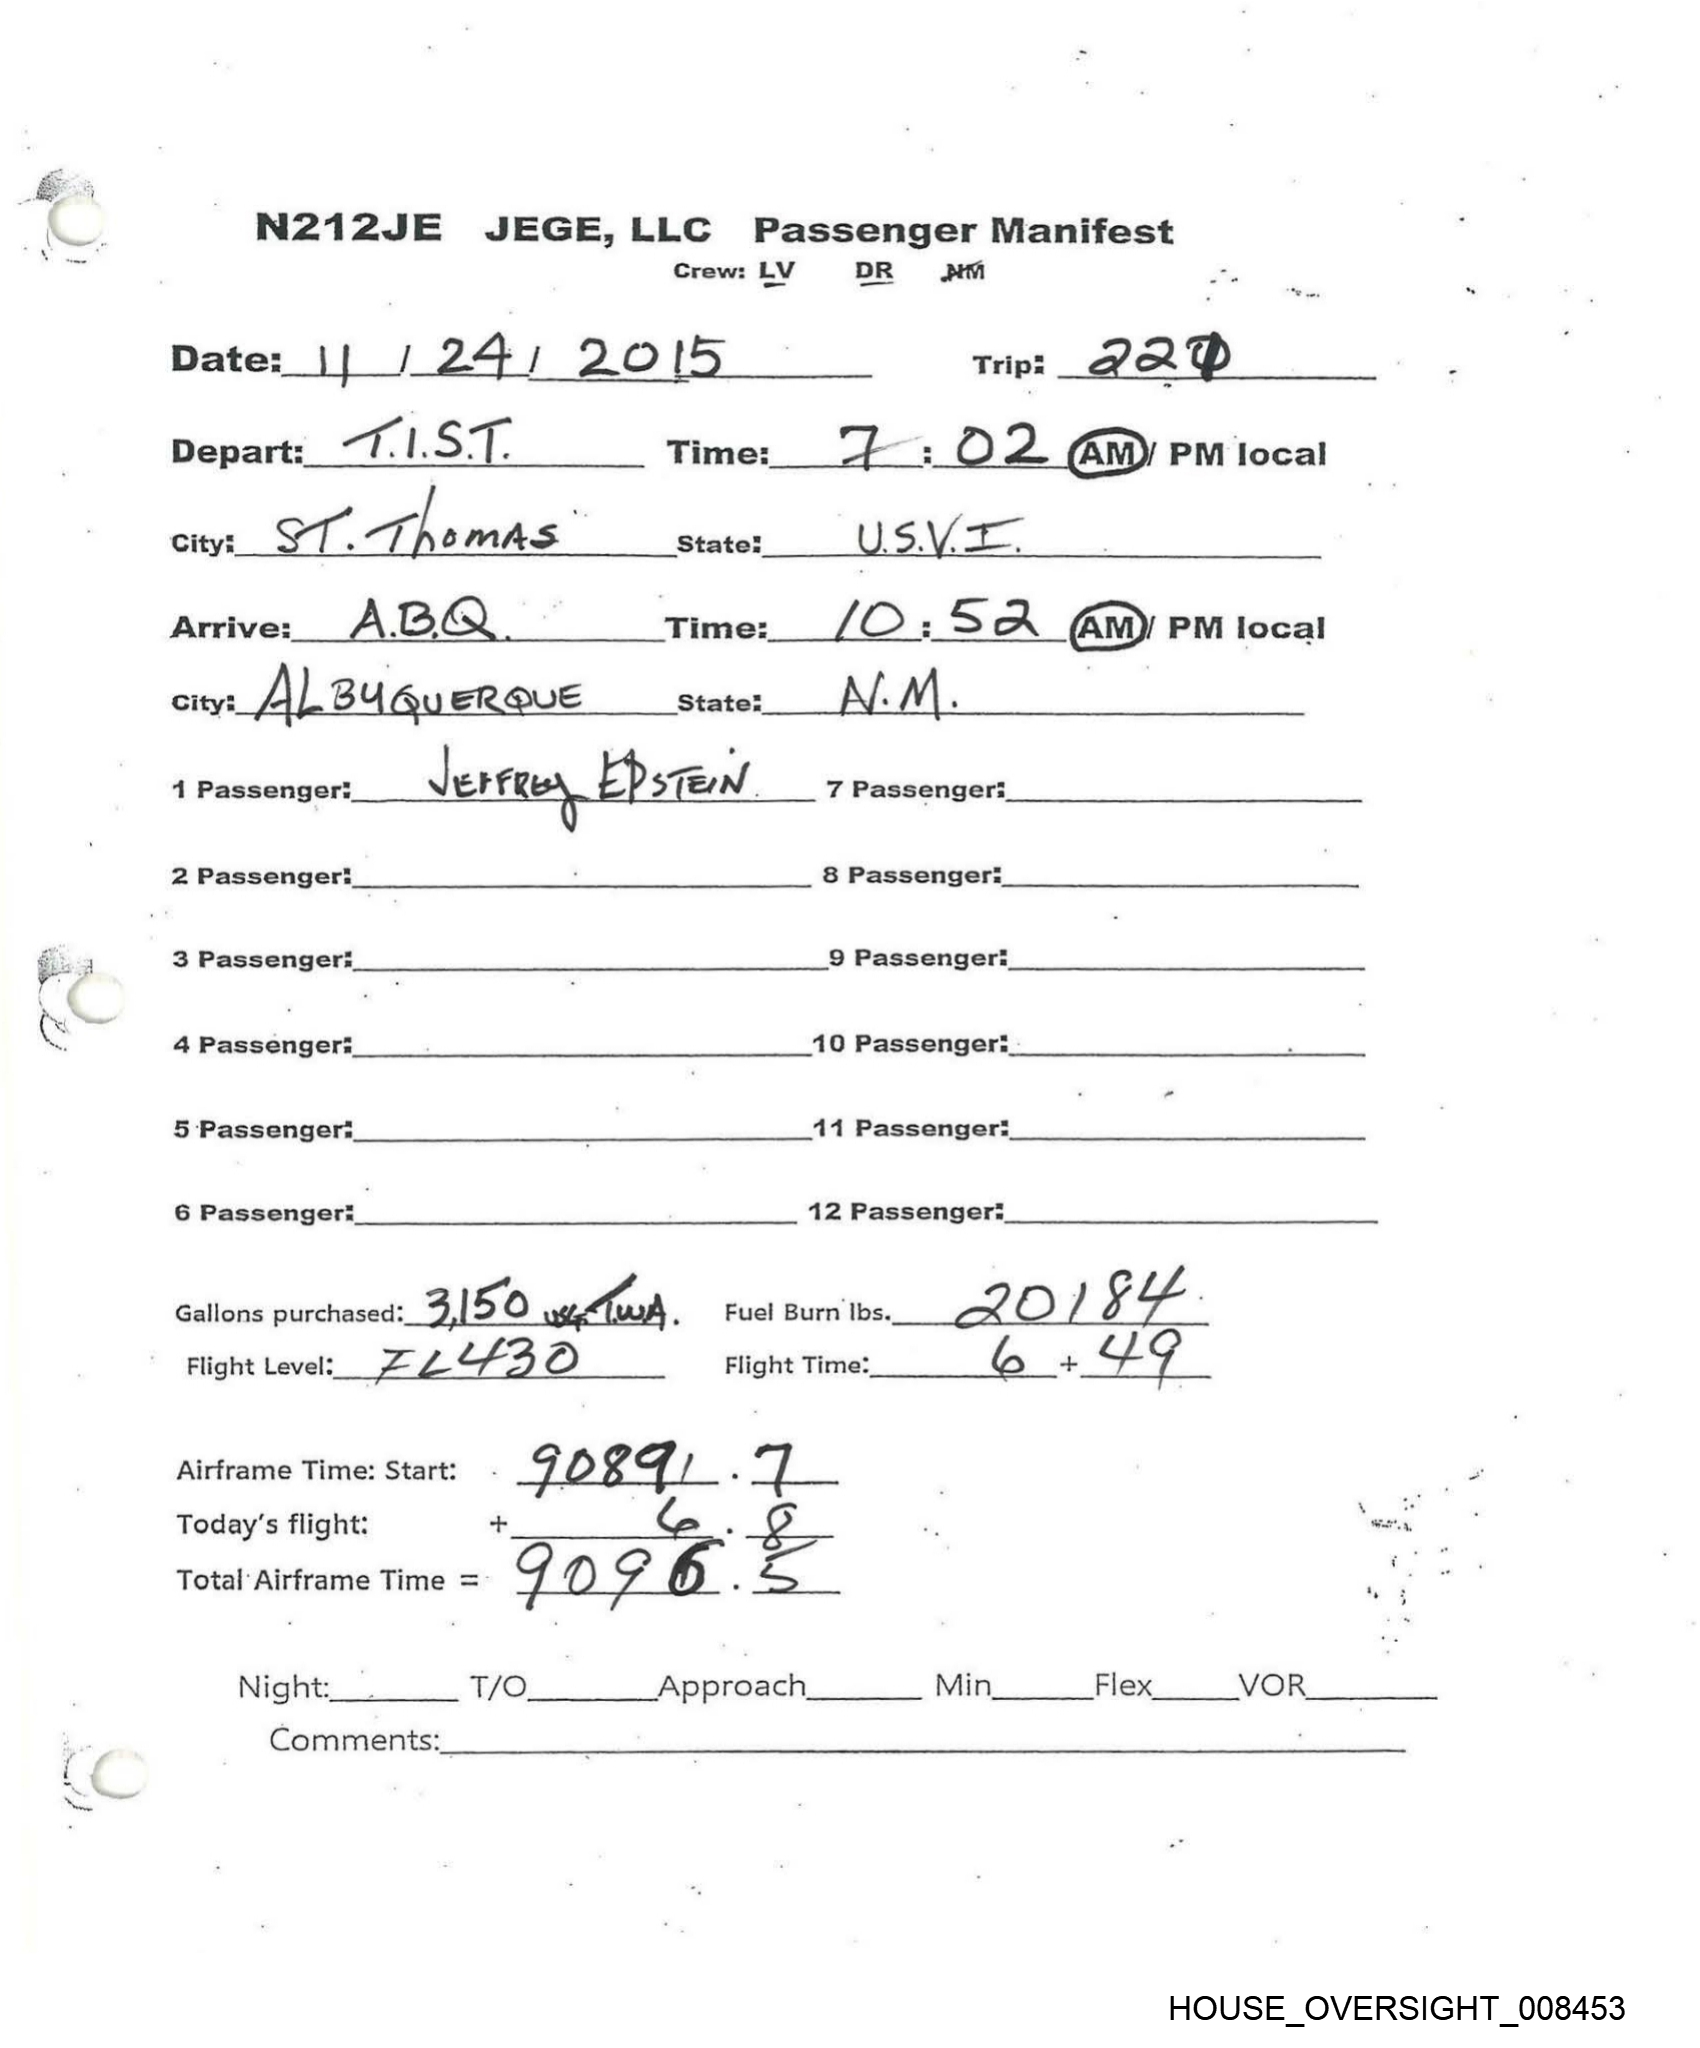 N212JE JEGE, LLC Passenger Manifest
Crew: LV DR NM
Date: 11 / 24 / 2015 Trip:
Depart: T.I.S.T. Time: 7 : 02 AM / PM local
City: ST. Thomas State: U.S.V.I.
Arrive: A.B.Q. Time: 10 : 52 AM / PM local
City: ALBUQUERQUE State: N.M.
1 Passenger: JEFFREY EPSTEIN 7 Passenger:
2 Passenger: 8 Passenger:
3 Passenger: 9 Passenger:
4 Passenger: 10 Passenger:
5 Passenger: 11 Passenger:
6 Passenger: 12 Passenger:
Gallons purchased: 3,150 T.W.A. Fuel Burn lbs. 20184
Flight Level: FL430 Flight Time: 6 + 49
Airframe Time: Start: 90891 . 7
Today's flight: + 6 . 8
Total Airframe Time = 9096 . 5
Night: T/O Approach Min Flex VOR
Comments:
HOUSE_OVERSIGHT_008453